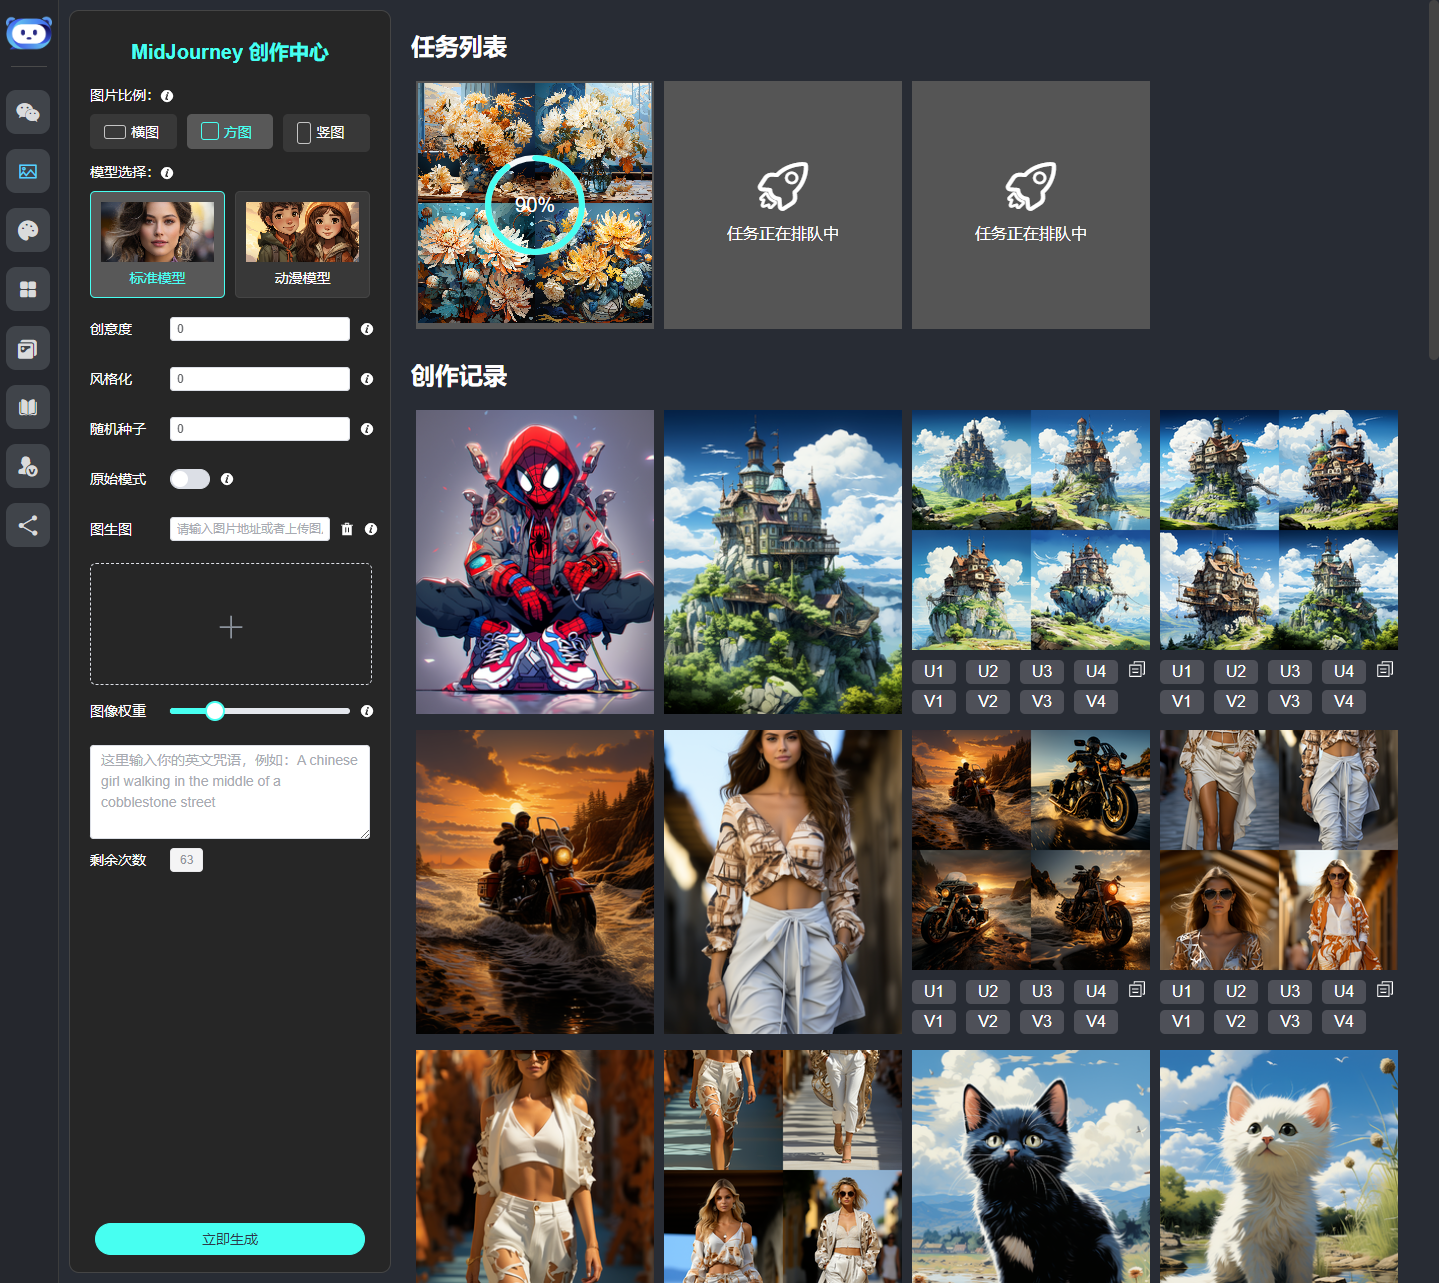 MidJourney 创作中心
图片比例：
横图
方图
竖图
模型选择：
标准模型
动漫模型
创意度
0
风格化
0
随机种子
0
原始模式
图生图
请输入图片地址或者上传图
图像权重
这里输入你的英文咒语，例如：A chinese
girl walking in the middle of a
cobblestone street
剩余次数
63
立即生成
任务列表
90%
任务正在排队中
任务正在排队中
创作记录
U1 U2 U3 U4
V1 V2 V3 V4
U1 U2 U3 U4
V1 V2 V3 V4
U1 U2 U3 U4
V1 V2 V3 V4
U1 U2 U3 U4
V1 V2 V3 V4